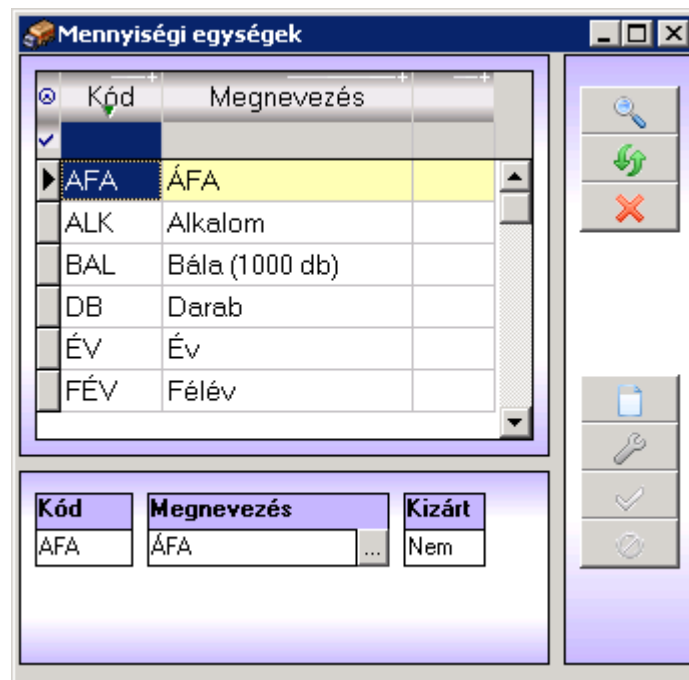 Mennyiségi egységek
Kód Megnevezés
AFA ÁFA
ALK Alkalom
BAL Bála (1000 db)
DB Darab
ÉV Év
FÉV Félév
Kód Megnevezés Kizárt
AFA ÁFA ... Nem